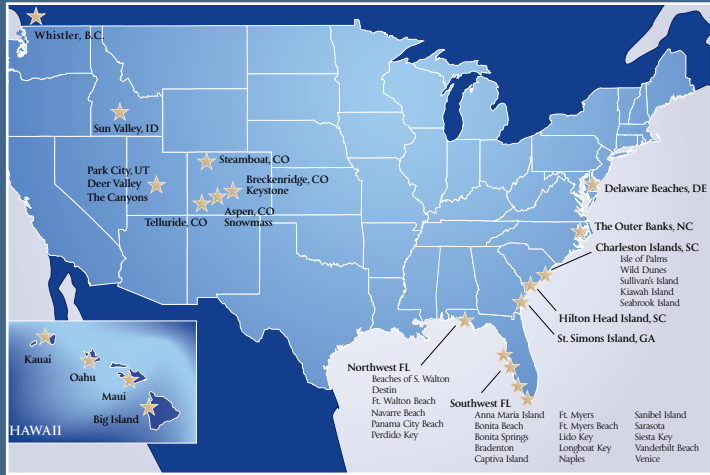 Whistler, B.C.
Sun Valley, ID
Steamboat, CO
Park City, UT
Deer Valley
The Canyons
Breckenridge, CO
Keystone
Aspen, CO
Snowmass
Telluride, CO
Delaware Beaches, DE
The Outer Banks, NC
Charleston Islands, SC
Isle of Palms
Wild Dunes
Sullivan's Island
Kiawah Island
Seabrook Island
Hilton Head Island, SC
St. Simons Island, GA
Northwest FL
Beaches of S. Walton
Destin
Ft. Walton Beach
Navarre Beach
Panama City Beach
Perdido Key
Southwest FL
Anna Maria Island
Bonita Beach
Bonita Springs
Bradenton
Captiva Island
Ft. Myers
Ft. Myers Beach
Lido Key
Longboat Key
Naples
Sanibel Island
Sarasota
Siesta Key
Vanderbilt Beach
Venice
Kauai
Oahu
Maui
Big Island
HAWAII